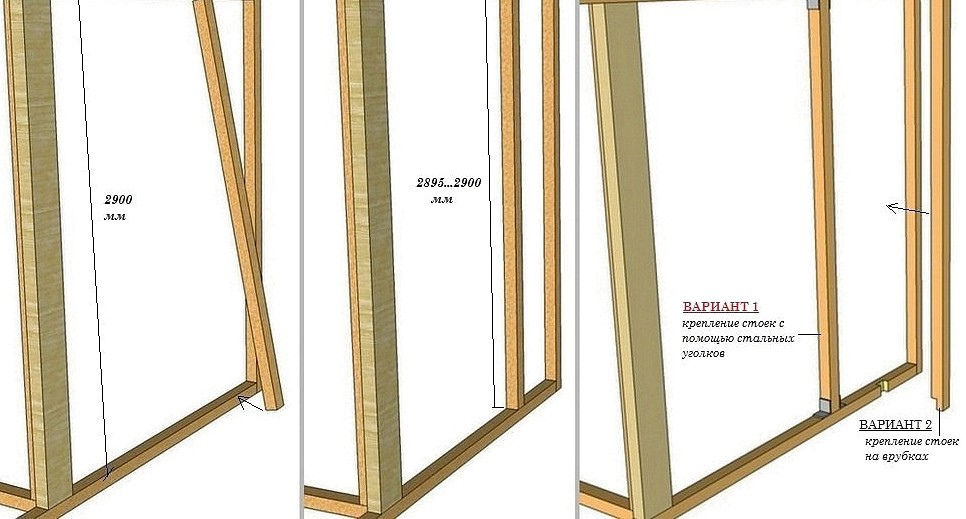 2900
мм
2895...2900
мм
ВАРИАНТ 1
крепление стоек с
помощью стальных
уголков
ВАРИАНТ 2
крепление стоек
на врубках